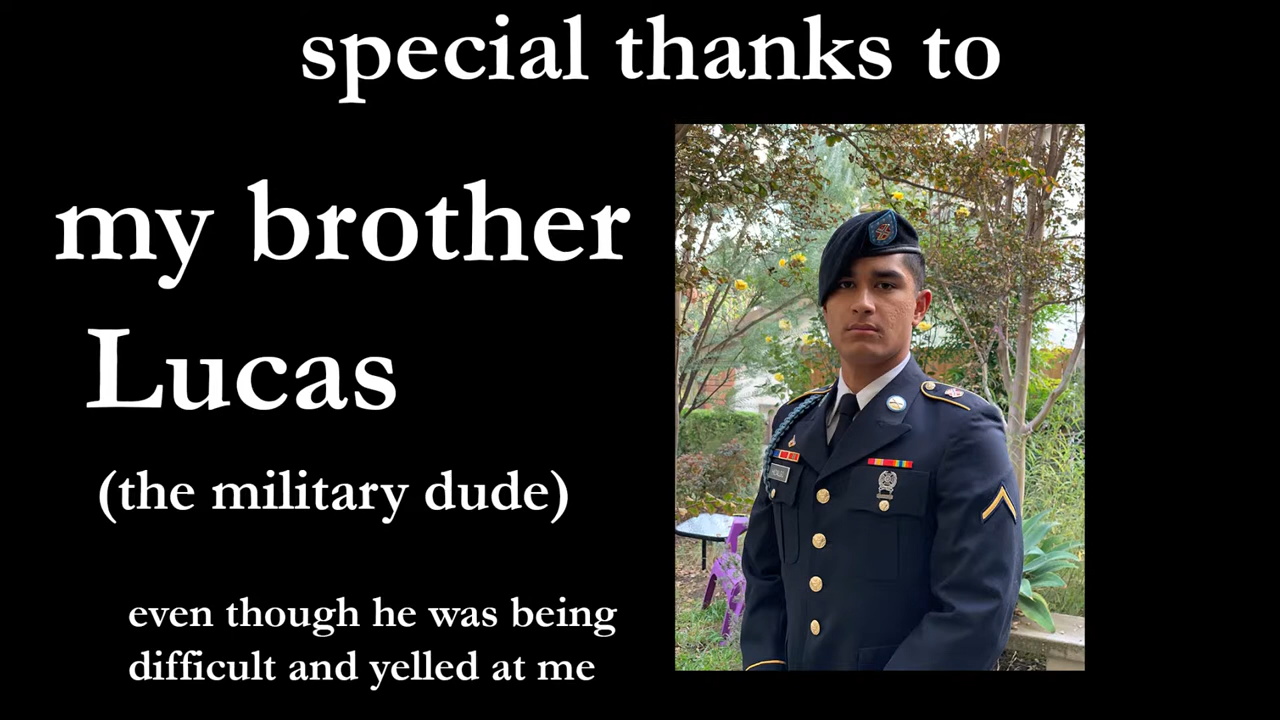 special thanks to
my brother
Lucas
(the military dude)
even though he was being
difficult and yelled at me